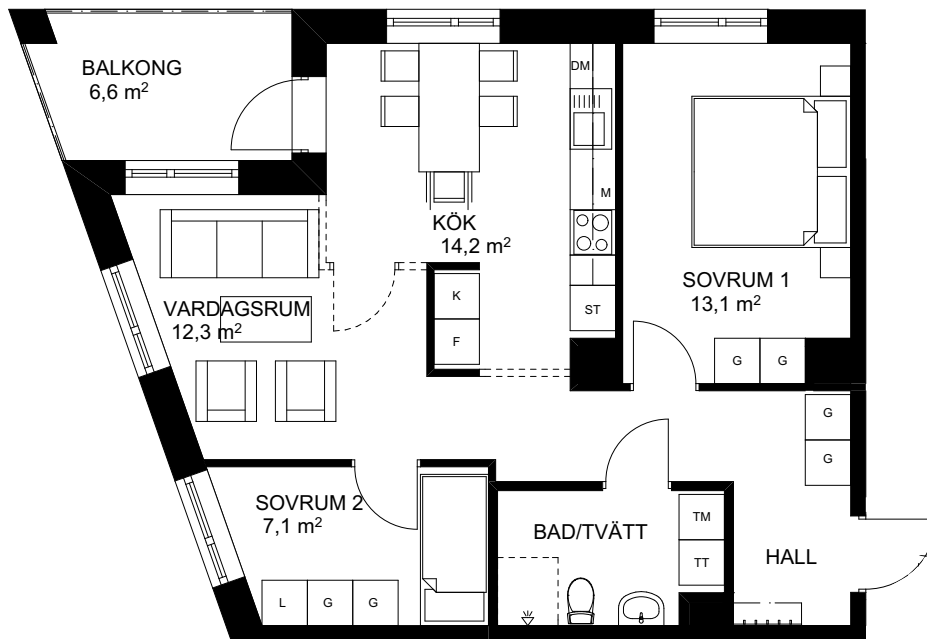 BALKONG
6,6 m²
DM
M
KÖK
14,2 m²
SOVRUM 1
13,1 m²
K
F
ST
VARDAGSRUM
12,3 m²
G G
G
G
SOVRUM 2
7,1 m²
L G G
BAD/TVÄTT
TM
TT
HALL